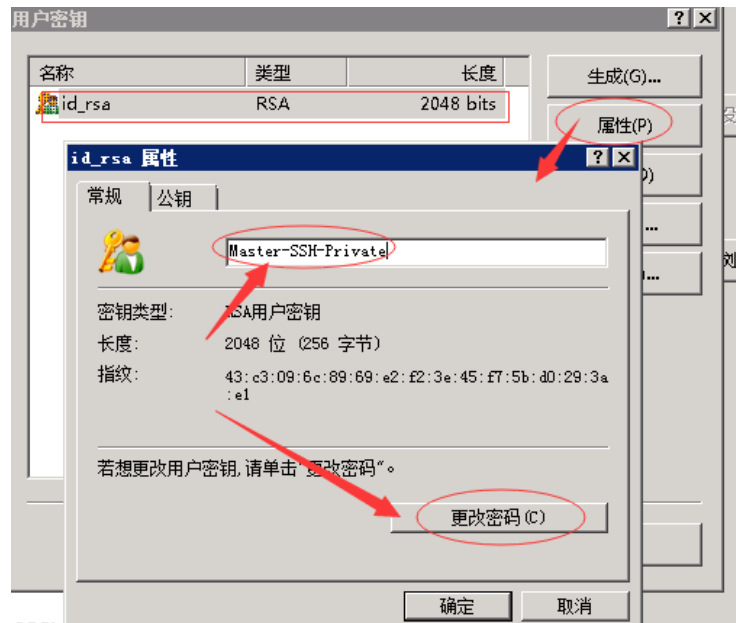 用户密钥
名称 类型 长度 生成(G)...
id_rsa RSA 2048 bits
属性(P)
id_rsa 属性
常规 公钥
Master-SSH-Private
密钥类型: RSA用户密钥
长度: 2048 位 (256 字节)
指纹: 43:c3:09:6c:89:69:e2:f2:3e:45:f7:5b:d0:29:3a
:e1
若想更改用户密钥,请单击"更改密码"。
更改密码(C)
确定 取消